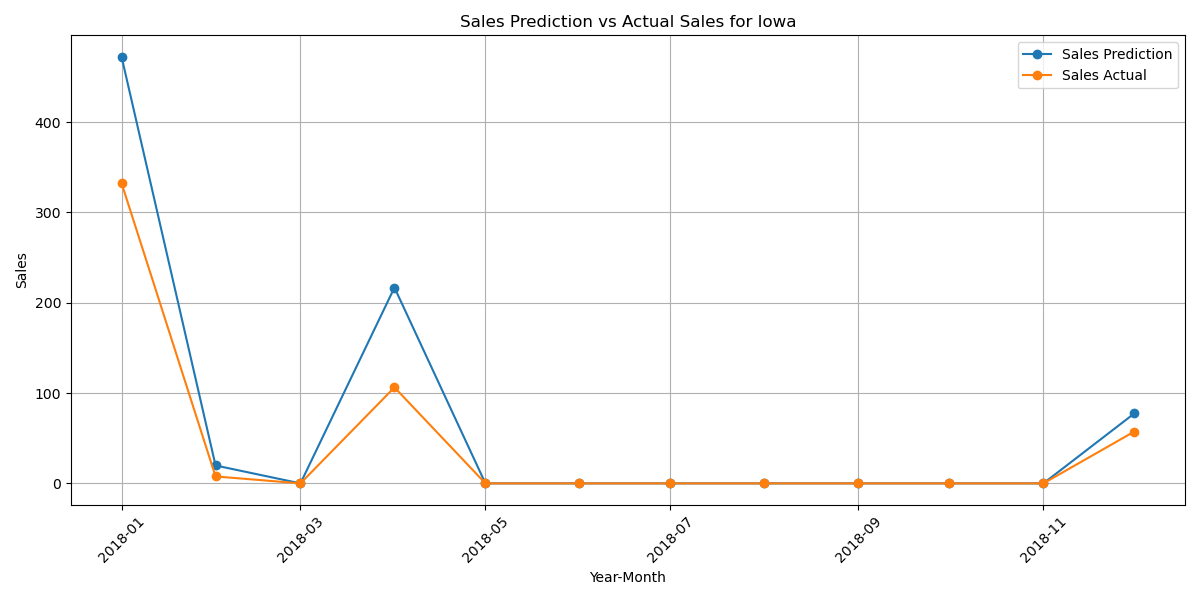 Sales Prediction vs Actual Sales for Iowa
Sales Prediction
Sales Actual
Sales
400
300
200
100
0
2018-01
2018-03
2018-05
2018-07
2018-09
2018-11
Year-Month